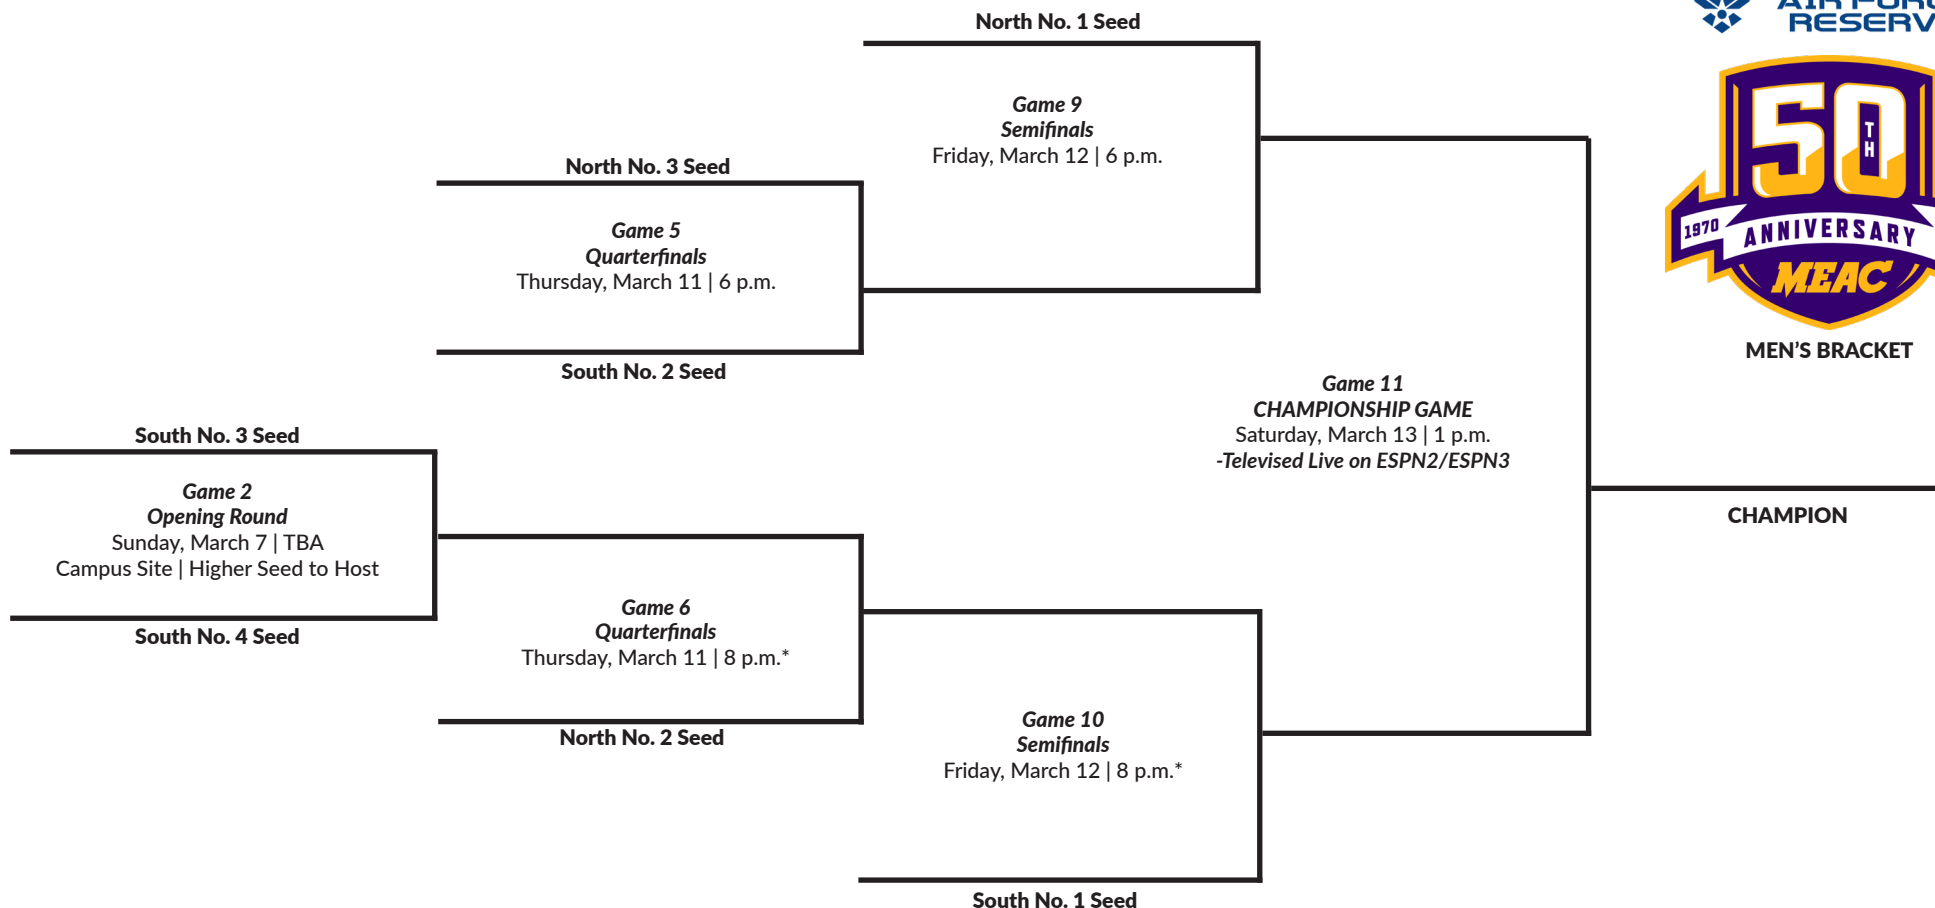 North No. 1 Seed
RESERV
Game 9
Semifinals
Friday, March 12 | 6 p.m.
50
TH
1970
ANNIVERSARY
MEAC
MEN'S BRACKET
North No. 3 Seed
Game 5
Quarterfinals
Thursday, March 11 | 6 p.m.
South No. 2 Seed
Game 11
CHAMPIONSHIP GAME
Saturday, March 13 | 1 p.m.
-Televised Live on ESPN2/ESPN3
South No. 3 Seed
Game 2
Opening Round
Sunday, March 7 | TBA
Campus Site | Higher Seed to Host
South No. 4 Seed
CHAMPION
Game 6
Quarterfinals
Thursday, March 11 | 8 p.m.*
North No. 2 Seed
Game 10
Semifinals
Friday, March 12 | 8 p.m.*
South No. 1 Seed